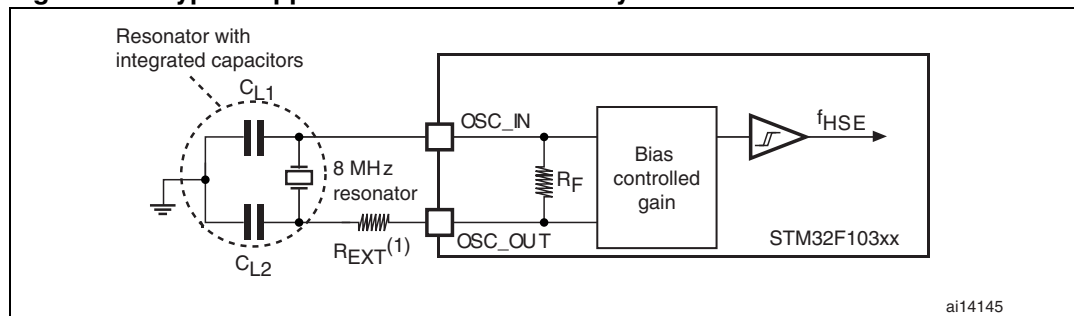 Resonator with
integrated capacitors
CL1
OSC_IN
fHSE
8 MHz
resonator
RF
Bias
controlled
gain
OSC_OUT
STM32F103xx
REXT(1)
CL2
ai14145